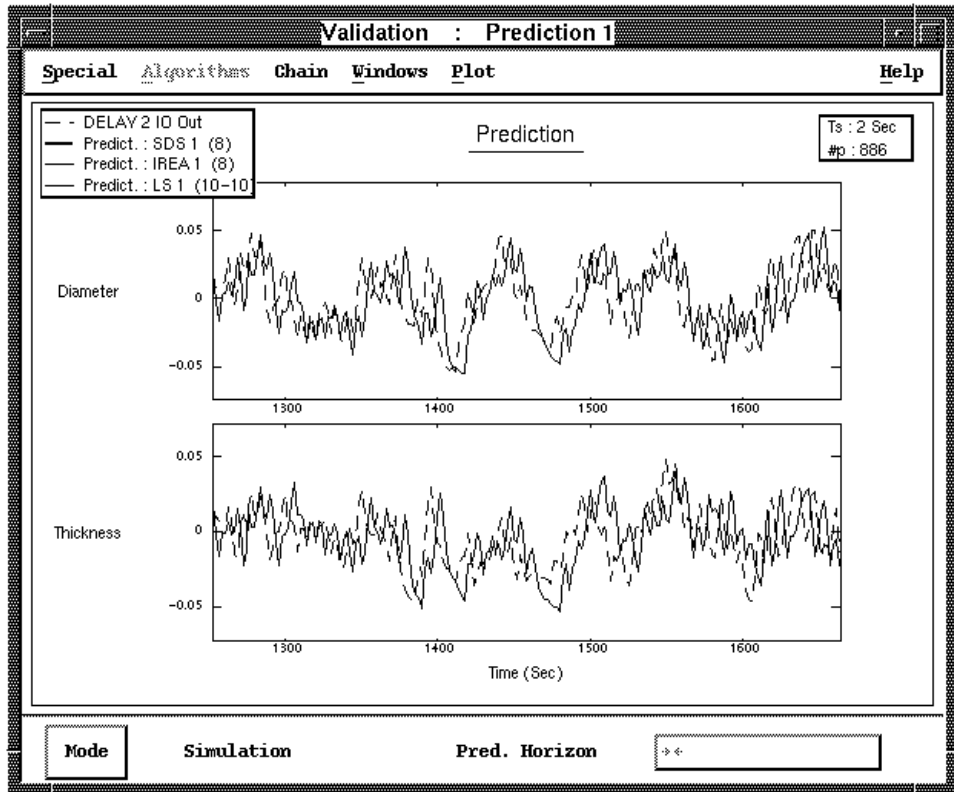 Validation : Prediction 1
Special Algorithms Chain Windows Plot Help
DELAY 2 IO Out
Predict. : SDS 1 (8)
Predict. : IREA 1 (8)
Predict. : LS 1 (10-10)
Prediction
Ts : 2 Sec
#p : 886
0.05
0
-0.05
Diameter
1300 1400 1500 1600
0.05
0
-0.05
Thickness
1300 1400 1500 1600
Time (Sec)
Mode Simulation Pred. Horizon